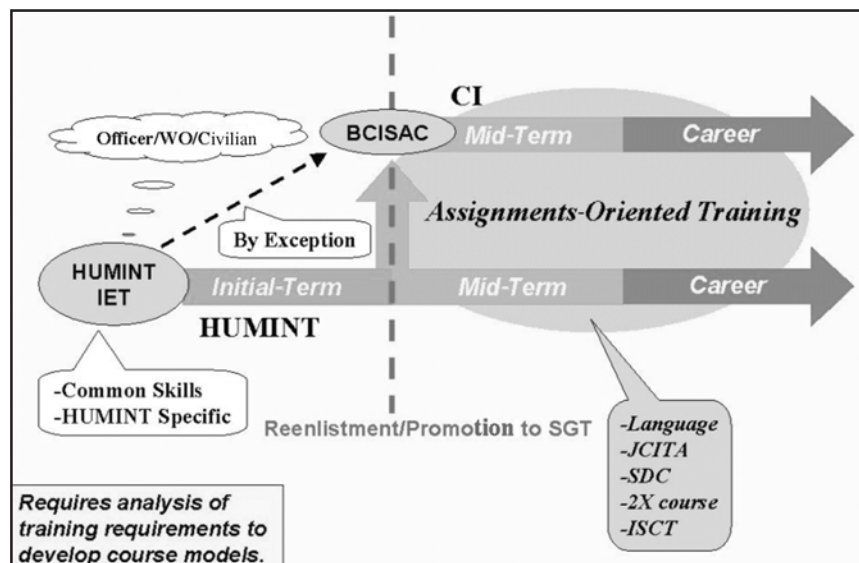 CI
Officer/WO/Civilian
BCISAC
Mid-Term
Career
Assignments-Oriented Training
By Exception
HUMINT
IET
Initial-Term
Mid-Term
Career
HUMINT
-Common Skills
-HUMINT Specific
Reenlistment/Promotion to SGT
-Language
-JCITA
-SDC
-2X course
-ISCT
Requires analysis of
training requirements to
develop course models.